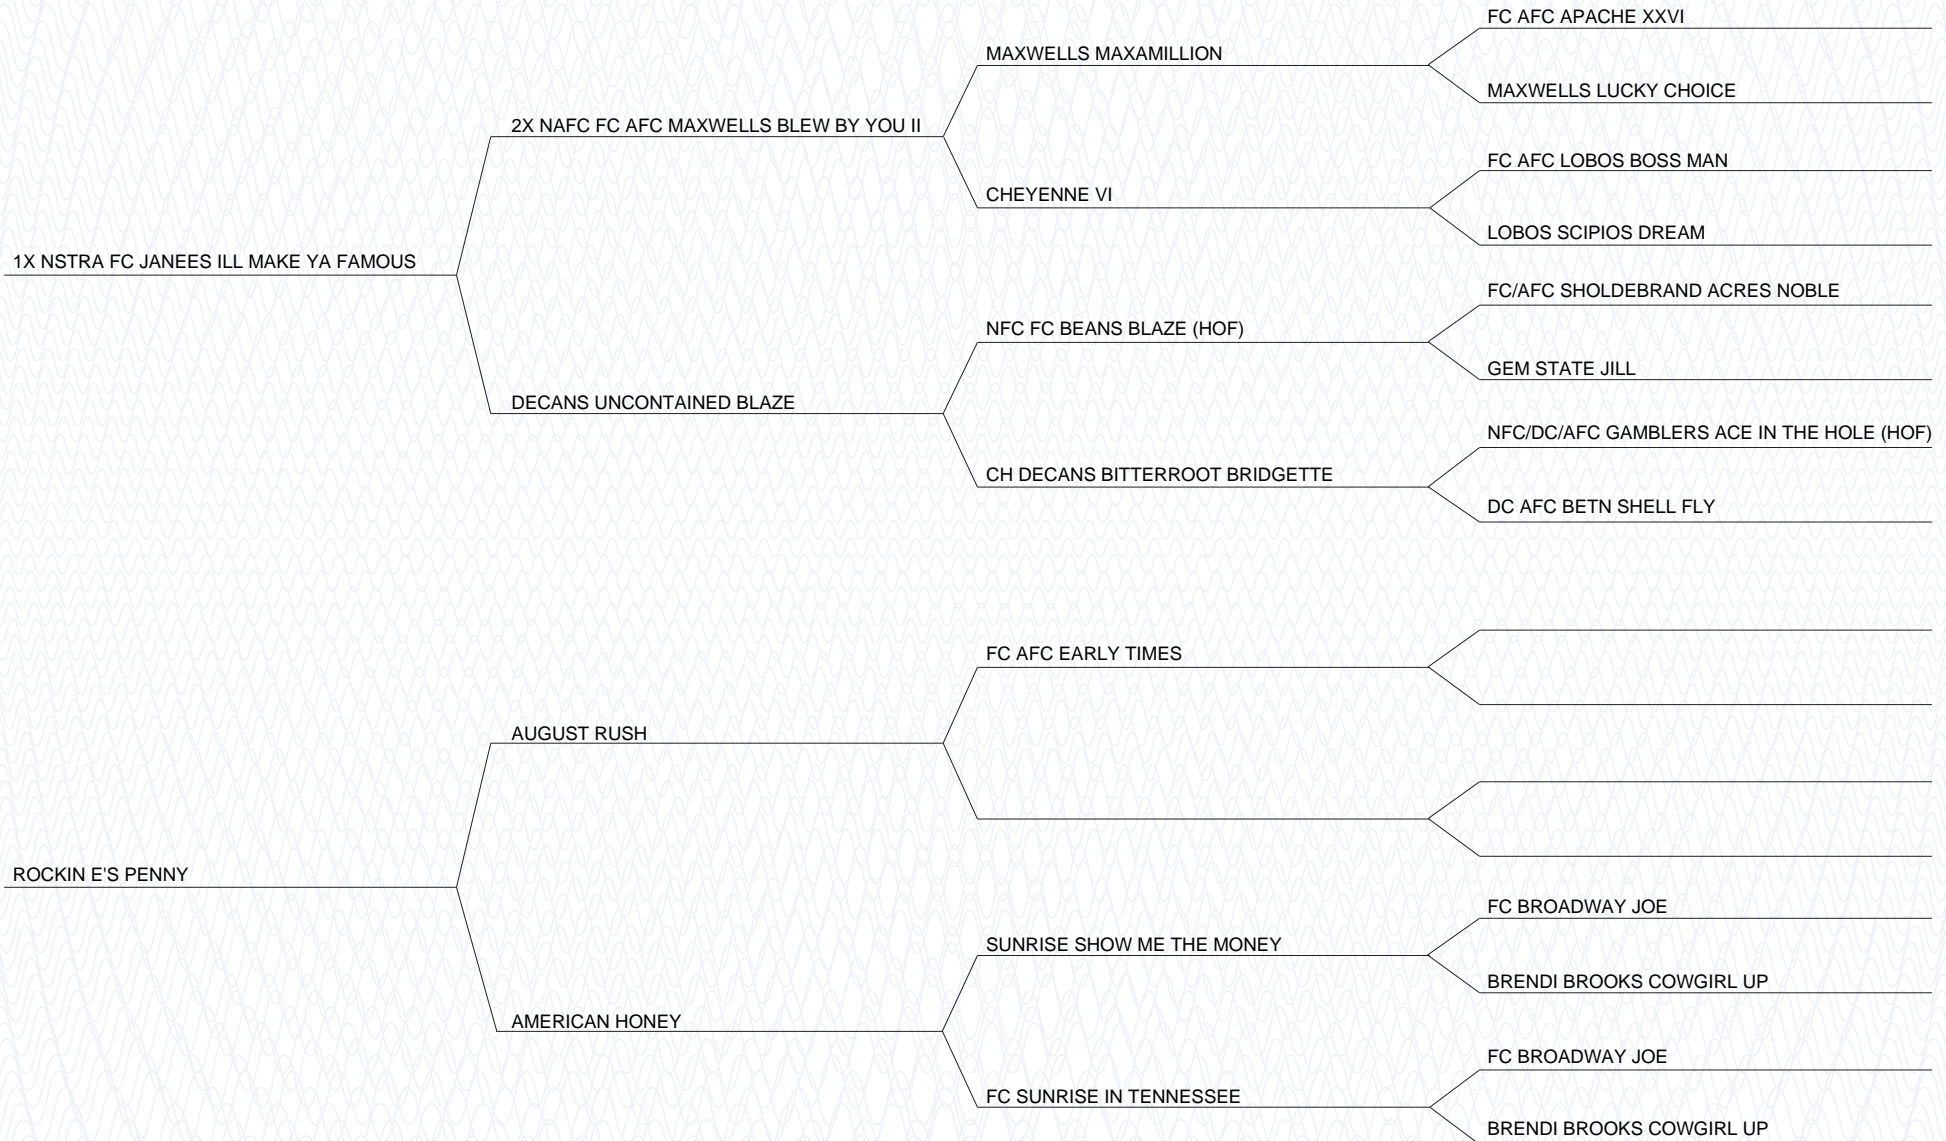 FC AFC APACHE XXVI
MAXWELLS MAXAMILLION
MAXWELLS LUCKY CHOICE
2X NAFC FC AFC MAXWELLS BLEW BY YOU II
FC AFC LOBOS BOSS MAN
CHEYENNE VI
LOBOS SCIPIOS DREAM
1X NSTRA FC JANEES ILL MAKE YA FAMOUS
FC/AFC SHOLDEBRAND ACRES NOBLE
NFC FC BEANS BLAZE (HOF)
GEM STATE JILL
DECANS UNCONTAINED BLAZE
NFC/DC/AFC GAMBLERS ACE IN THE HOLE (HOF)
CH DECANS BITTERROOT BRIDGETTE
DC AFC BETN SHELL FLY
FC AFC EARLY TIMES
AUGUST RUSH
ROCKIN E'S PENNY
FC BROADWAY JOE
SUNRISE SHOW ME THE MONEY
BRENDI BROOKS COWGIRL UP
AMERICAN HONEY
FC BROADWAY JOE
FC SUNRISE IN TENNESSEE
BRENDI BROOKS COWGIRL UP